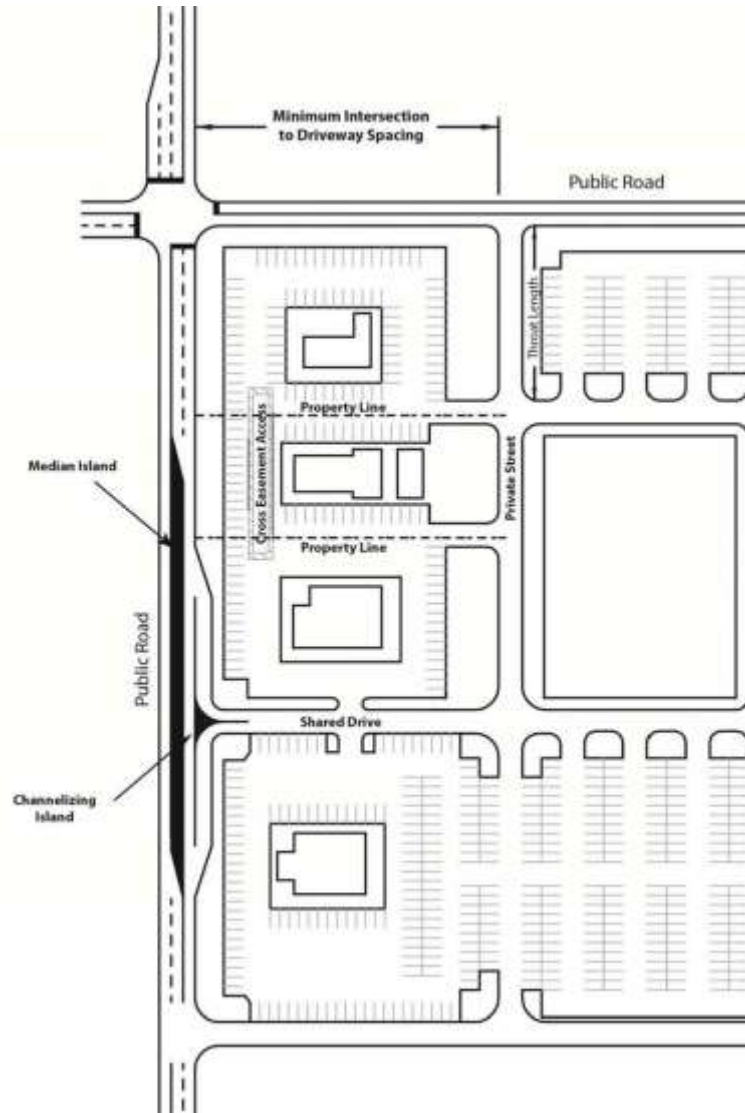 Minimum Intersection
to Driveway Spacing
Public Road
Throat Length
Property Line
Cross Easement Access
Median Island
Private Street
Property Line
Public Road
Shared Drive
Channelizing
Island